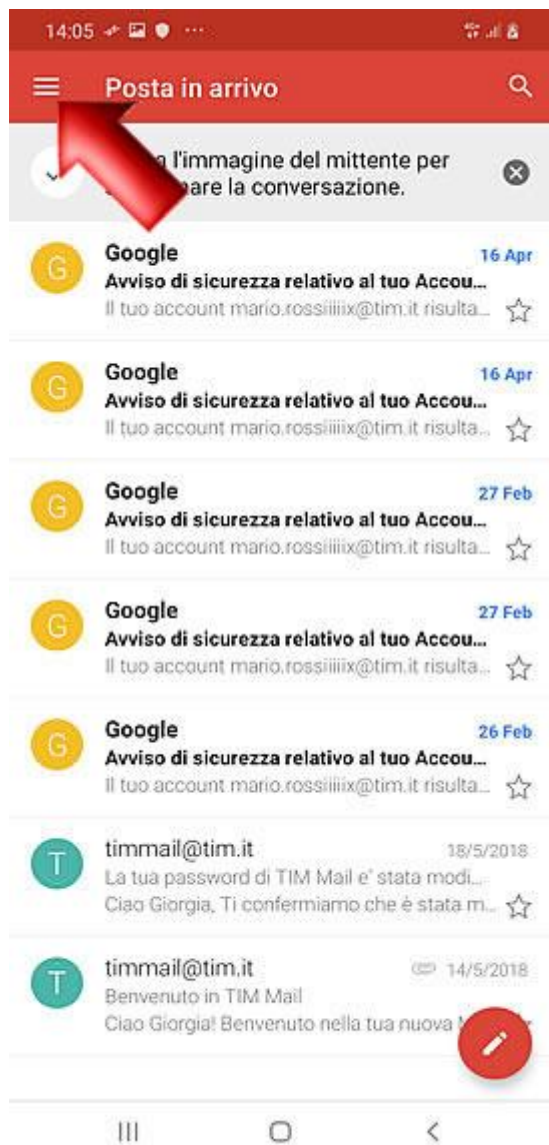 14:05
Posta in arrivo
l'immagine del mittente per
la conversazione.
G
Google
16 Apr
Avviso di sicurezza relativo al tuo Accou...
Il tuo account mario.rossiiiiix@tim.it risulta...
G
Google
16 Apr
Avviso di sicurezza relativo al tuo Accou...
Il tuo account mario.rossiiiiix@tim.it risulta...
G
Google
27 Feb
Avviso di sicurezza relativo al tuo Accou...
Il tuo account mario.rossiiiiix@tim.it risulta...
G
Google
27 Feb
Avviso di sicurezza relativo al tuo Accou...
Il tuo account mario.rossiiiiix@tim.it risulta...
G
Google
26 Feb
Avviso di sicurezza relativo al tuo Accou...
Il tuo account mario.rossiiiiix@tim.it risulta...
T
timmail@tim.it
18/5/2018
La tua password di TIM Mail e' stata modi...
Ciao Giorgia, Ti confermiamo che è stata m...
T
timmail@tim.it
14/5/2018
Benvenuto in TIM Mail
Ciao Giorgia! Benvenuto nella tua nuova